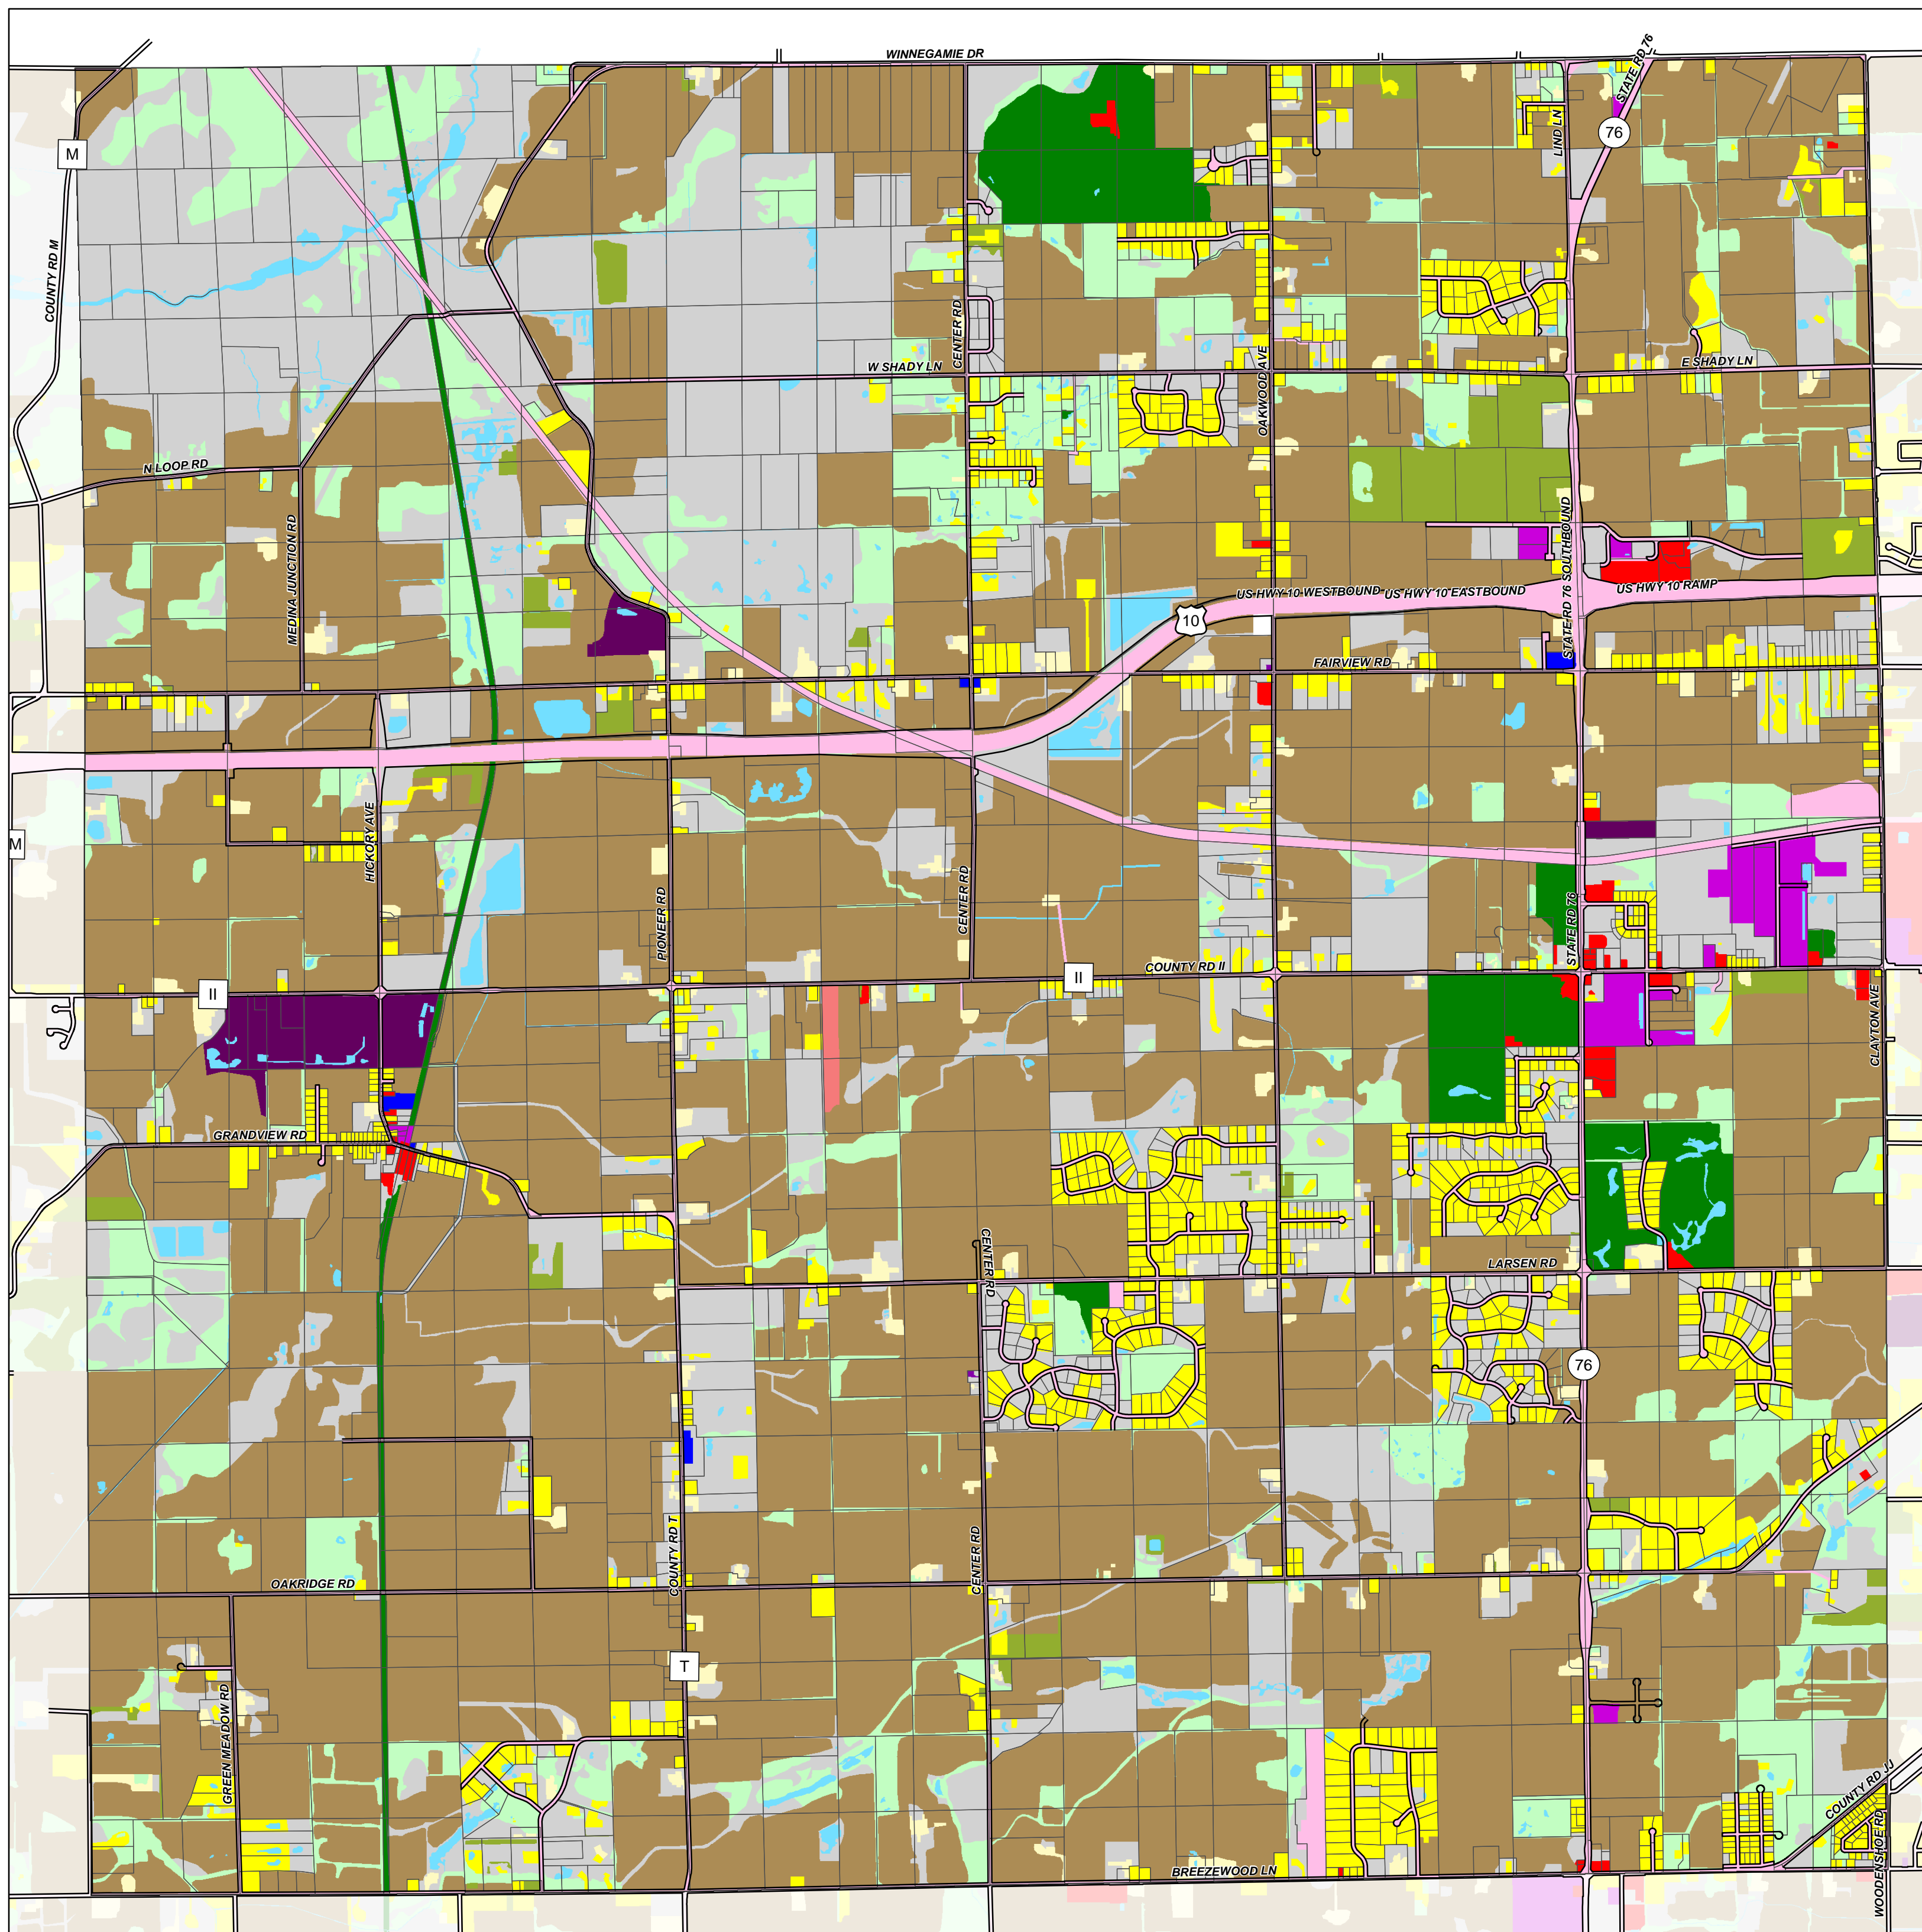 WINNEGAMIE DR
STATE RD 76
76
LIND LN
M
COUNTY RD M
CENTER RD
W SHADY LN
OAKWOOD AVE
E SHADY LN
N LOOP RD
MEDINA JUNCTION RD
STATE RD 76 SOUTHBOUND
US HWY 10 WESTBOUND
US HWY 10 EASTBOUND
US HWY 10 RAMP
10
FAIRVIEW RD
HICKORY AVE
M
PIONEER RD
CENTER RD
STATE RD 76
COUNTY RD II
II
II
CLAYTON AVE
GRANDVIEW RD
CENTER RD
LARSEN RD
76
COUNTY RD T
CENTER RD
OAKRIDGE RD
T
GREEN MEADOW RD
COUNTY RD JJ
BREEZEWOOD LN
WOODENSHOE RD